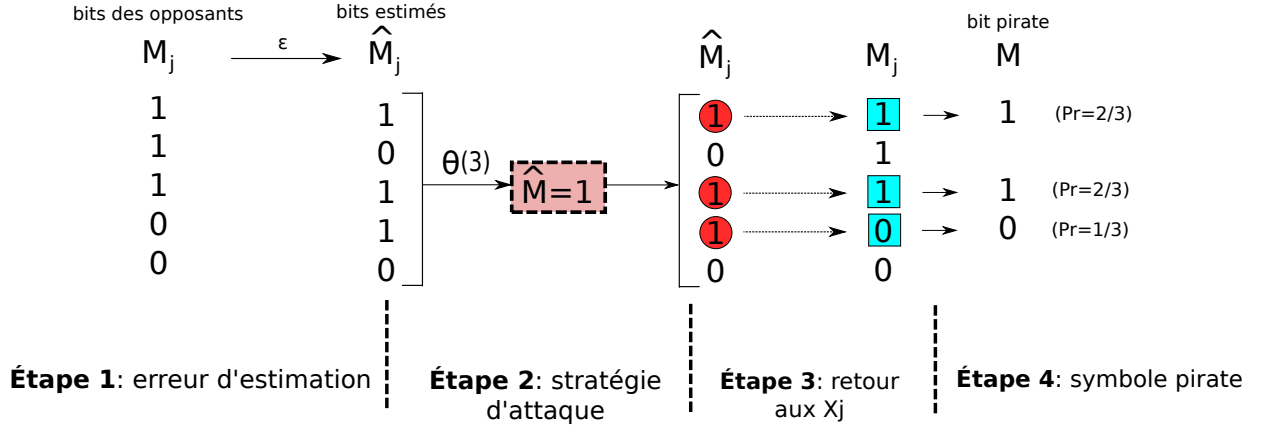 bits des opposants
bits estimés
bit pirate
M_j
ε
M̂_j
M̂_j
M_j
M
1 1 1 1 1 (Pr=2/3)
1 0 0 1
θ(3)
M̂=1
1 1 1 1 1 (Pr=2/3)
0 1 1 0 0 (Pr=1/3)
0 0 0 0
Étape 1: erreur d'estimation
Étape 2: stratégie
d'attaque
Étape 3: retour
aux Xj
Étape 4: symbole pirate